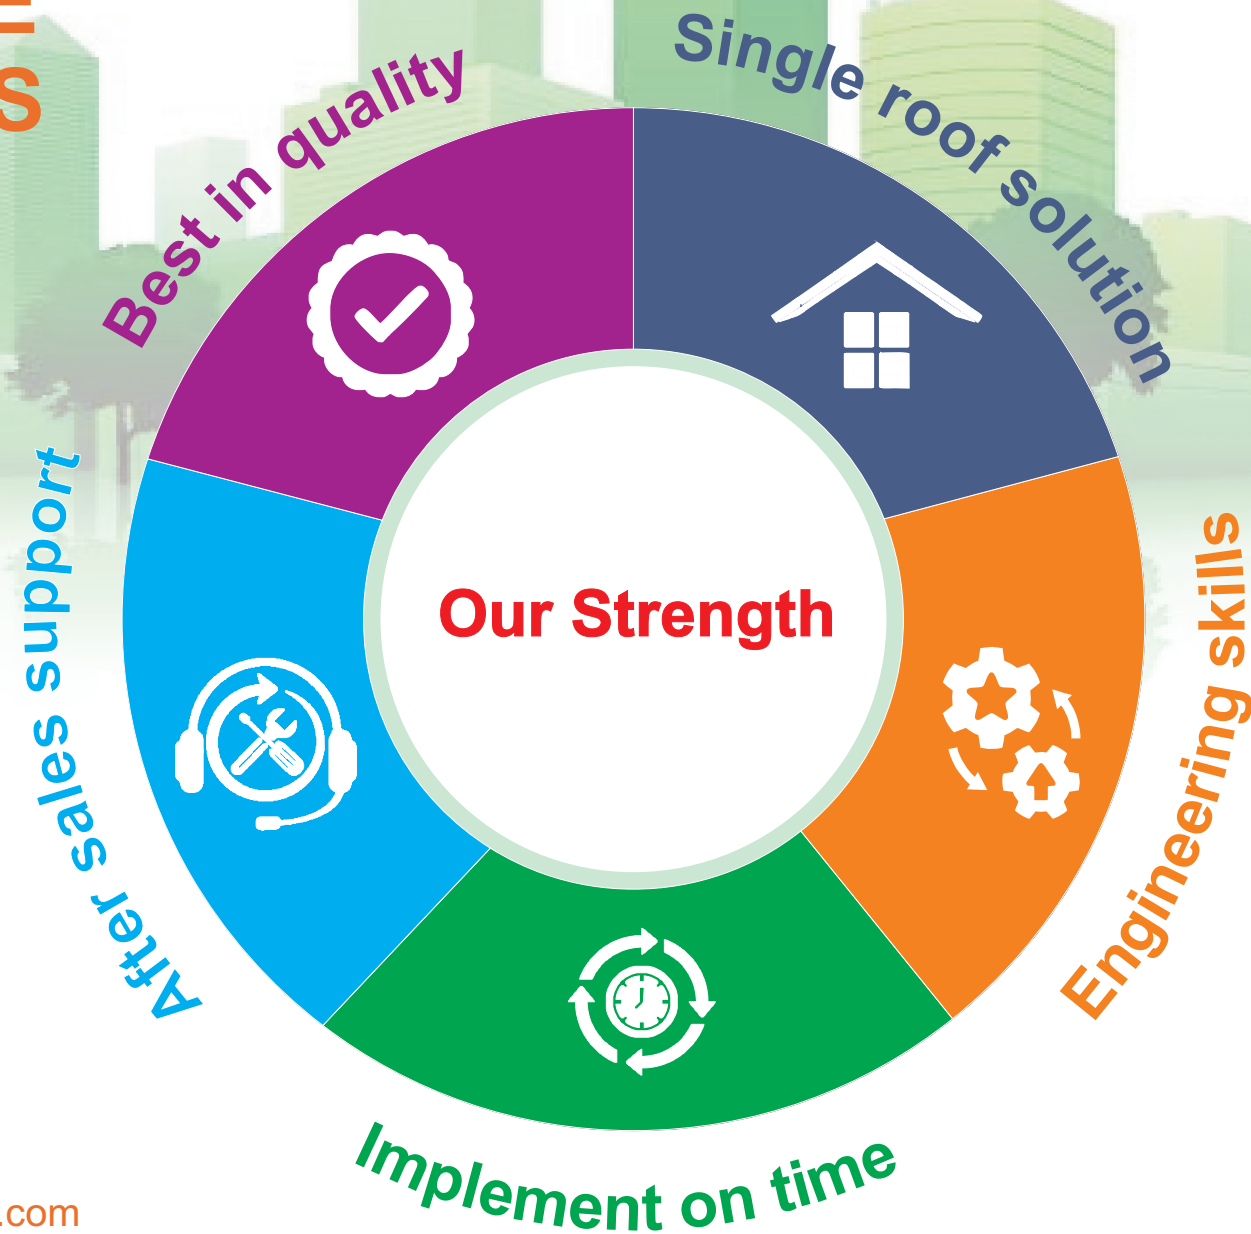 S
Best in quality
Single roof solution
Our Strength
Engineering skills
After sales support
Implement on time
.com